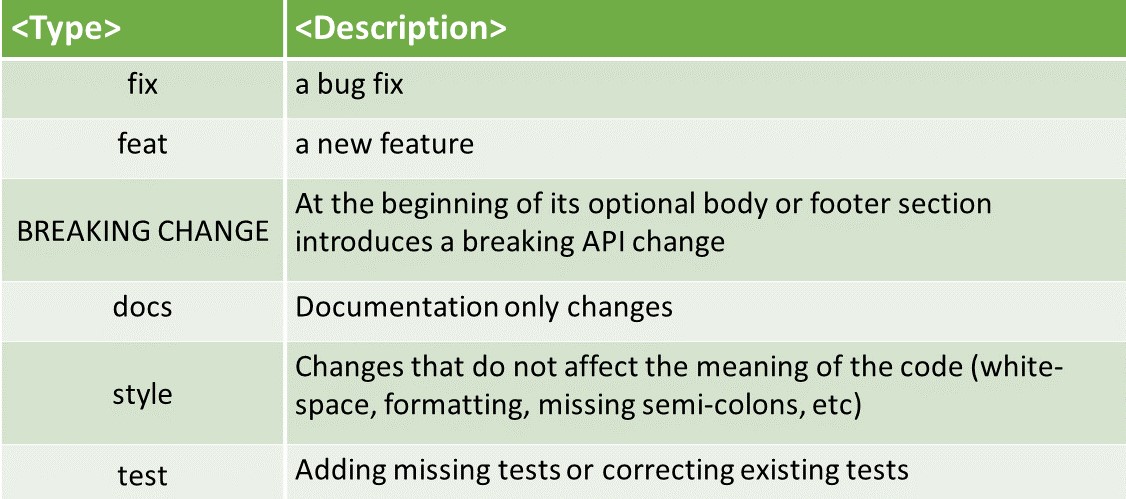 <Type> <Description>
fix a bug fix
feat a new feature
BREAKING CHANGE At the beginning of its optional body or footer section
introduces a breaking API change
docs Documentation only changes
style Changes that do not affect the meaning of the code (white-
space, formatting, missing semi-colons, etc)
test Adding missing tests or correcting existing tests